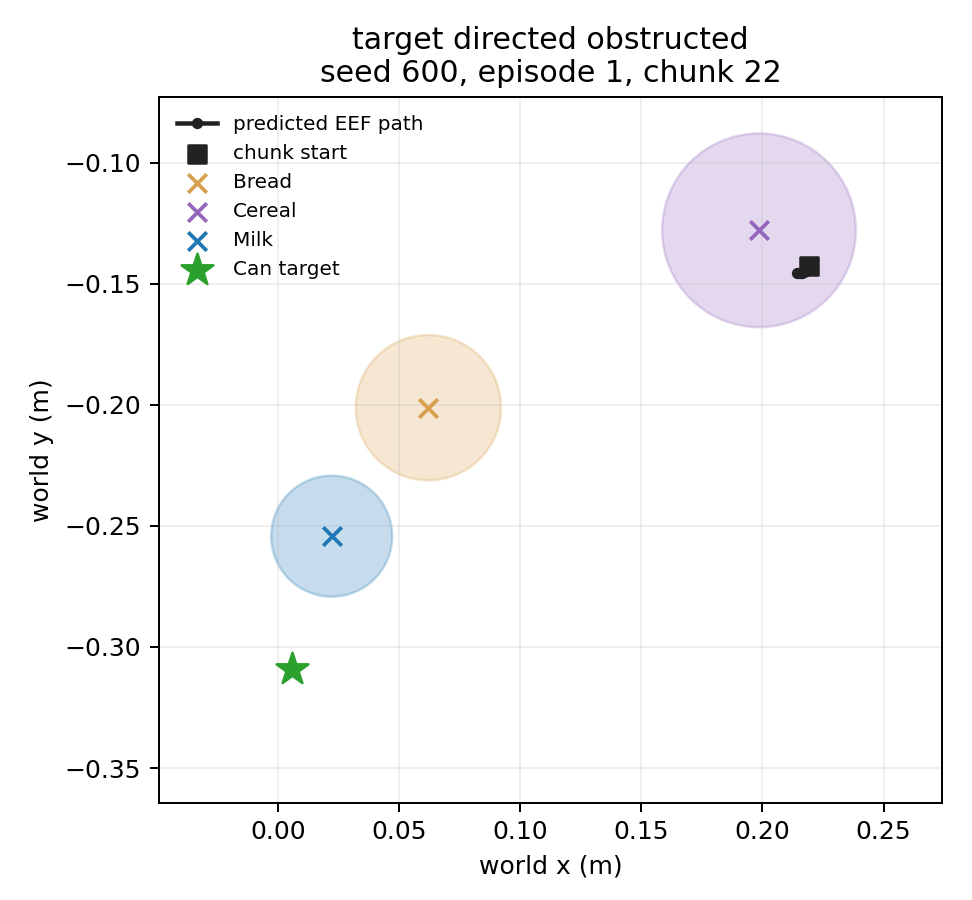 target directed obstructed
seed 600, episode 1, chunk 22
predicted EEF path
chunk start
Bread
Cereal
Milk
Can target
−0.10
−0.15
−0.20
−0.25
−0.30
−0.35
world y (m)
0.00 0.05 0.10 0.15 0.20 0.25
world x (m)